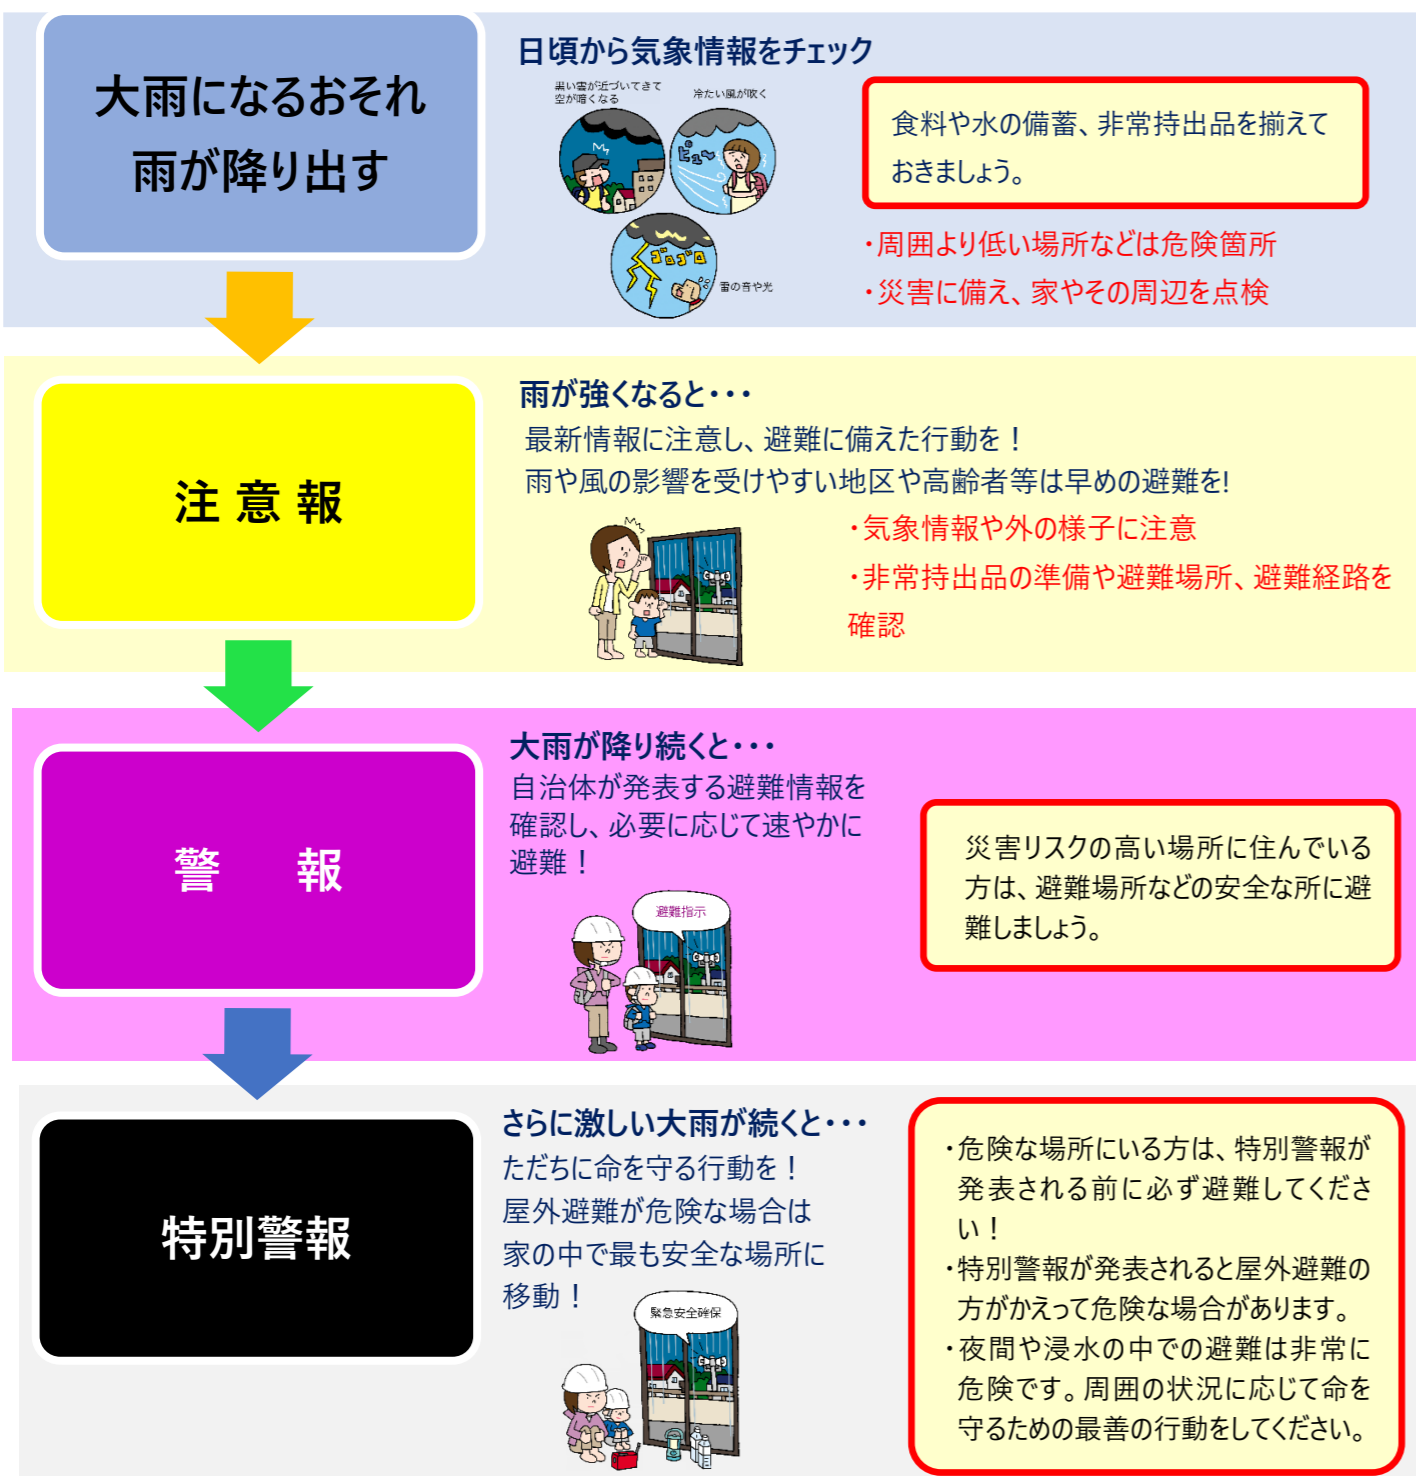 大雨になるおそれ
雨が降り出す
日頃から気象情報をチェック
黒い雲が近づいてきて
空が暗くなる
冷たい風が吹く
ビュ〜
ゴロゴロ
雷の音や光
食料や水の備蓄、非常持出品を揃えて
おきましょう。
・周囲より低い場所などは危険箇所
・災害に備え、家やその周辺を点検
注意報
雨が強くなると・・・
最新情報に注意し、避難に備えた行動を！
雨や風の影響を受けやすい地区や高齢者等は早めの避難を!
・気象情報や外の様子に注意
・非常持出品の準備や避難場所、避難経路を
確認
警　報
大雨が降り続くと・・・
自治体が発表する避難情報を
確認し、必要に応じて速やかに
避難！
避難指示
災害リスクの高い場所に住んでいる
方は、避難場所などの安全な所に避
難しましょう。
特別警報
さらに激しい大雨が続くと・・・
ただちに命を守る行動を！
屋外避難が危険な場合は
家の中で最も安全な場所に
移動！
緊急安全確保
・危険な場所にいる方は、特別警報が
発表される前に必ず避難してくださ
い！
・特別警報が発表されると屋外避難の
方がかえって危険な場合があります。
・夜間や浸水の中での避難は非常に
危険です。周囲の状況に応じて命を
守るための最善の行動をしてください。